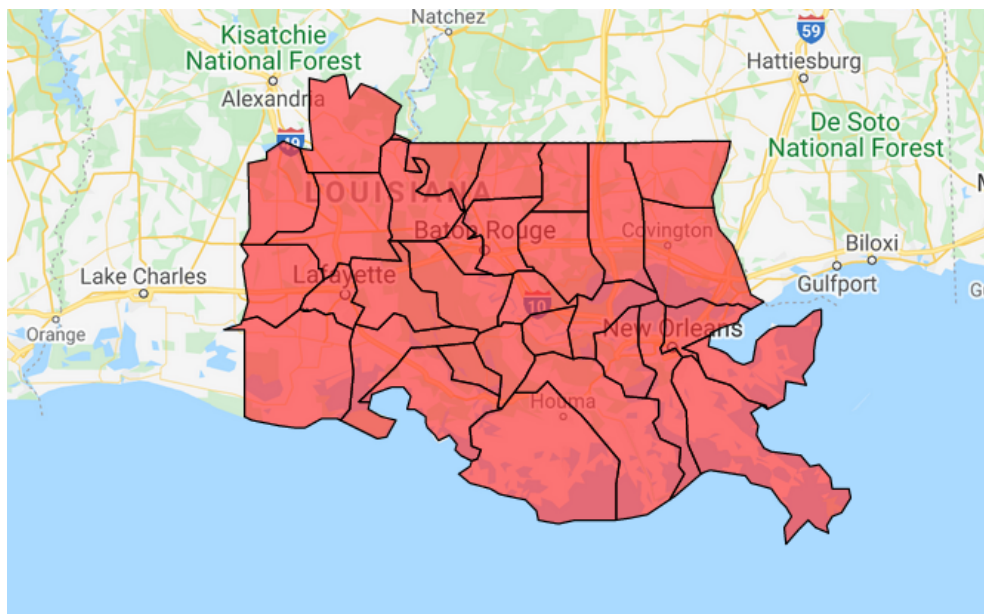 Natchez
Kisatchie
National Forest
59
Hattiesburg
Alexandria
De Soto
National Forest
49
LOUISIANA
Baton Rouge
Covington
Biloxi
Lake Charles
Lafayette
Gulfport
10
Orange
New Orleans
Houma